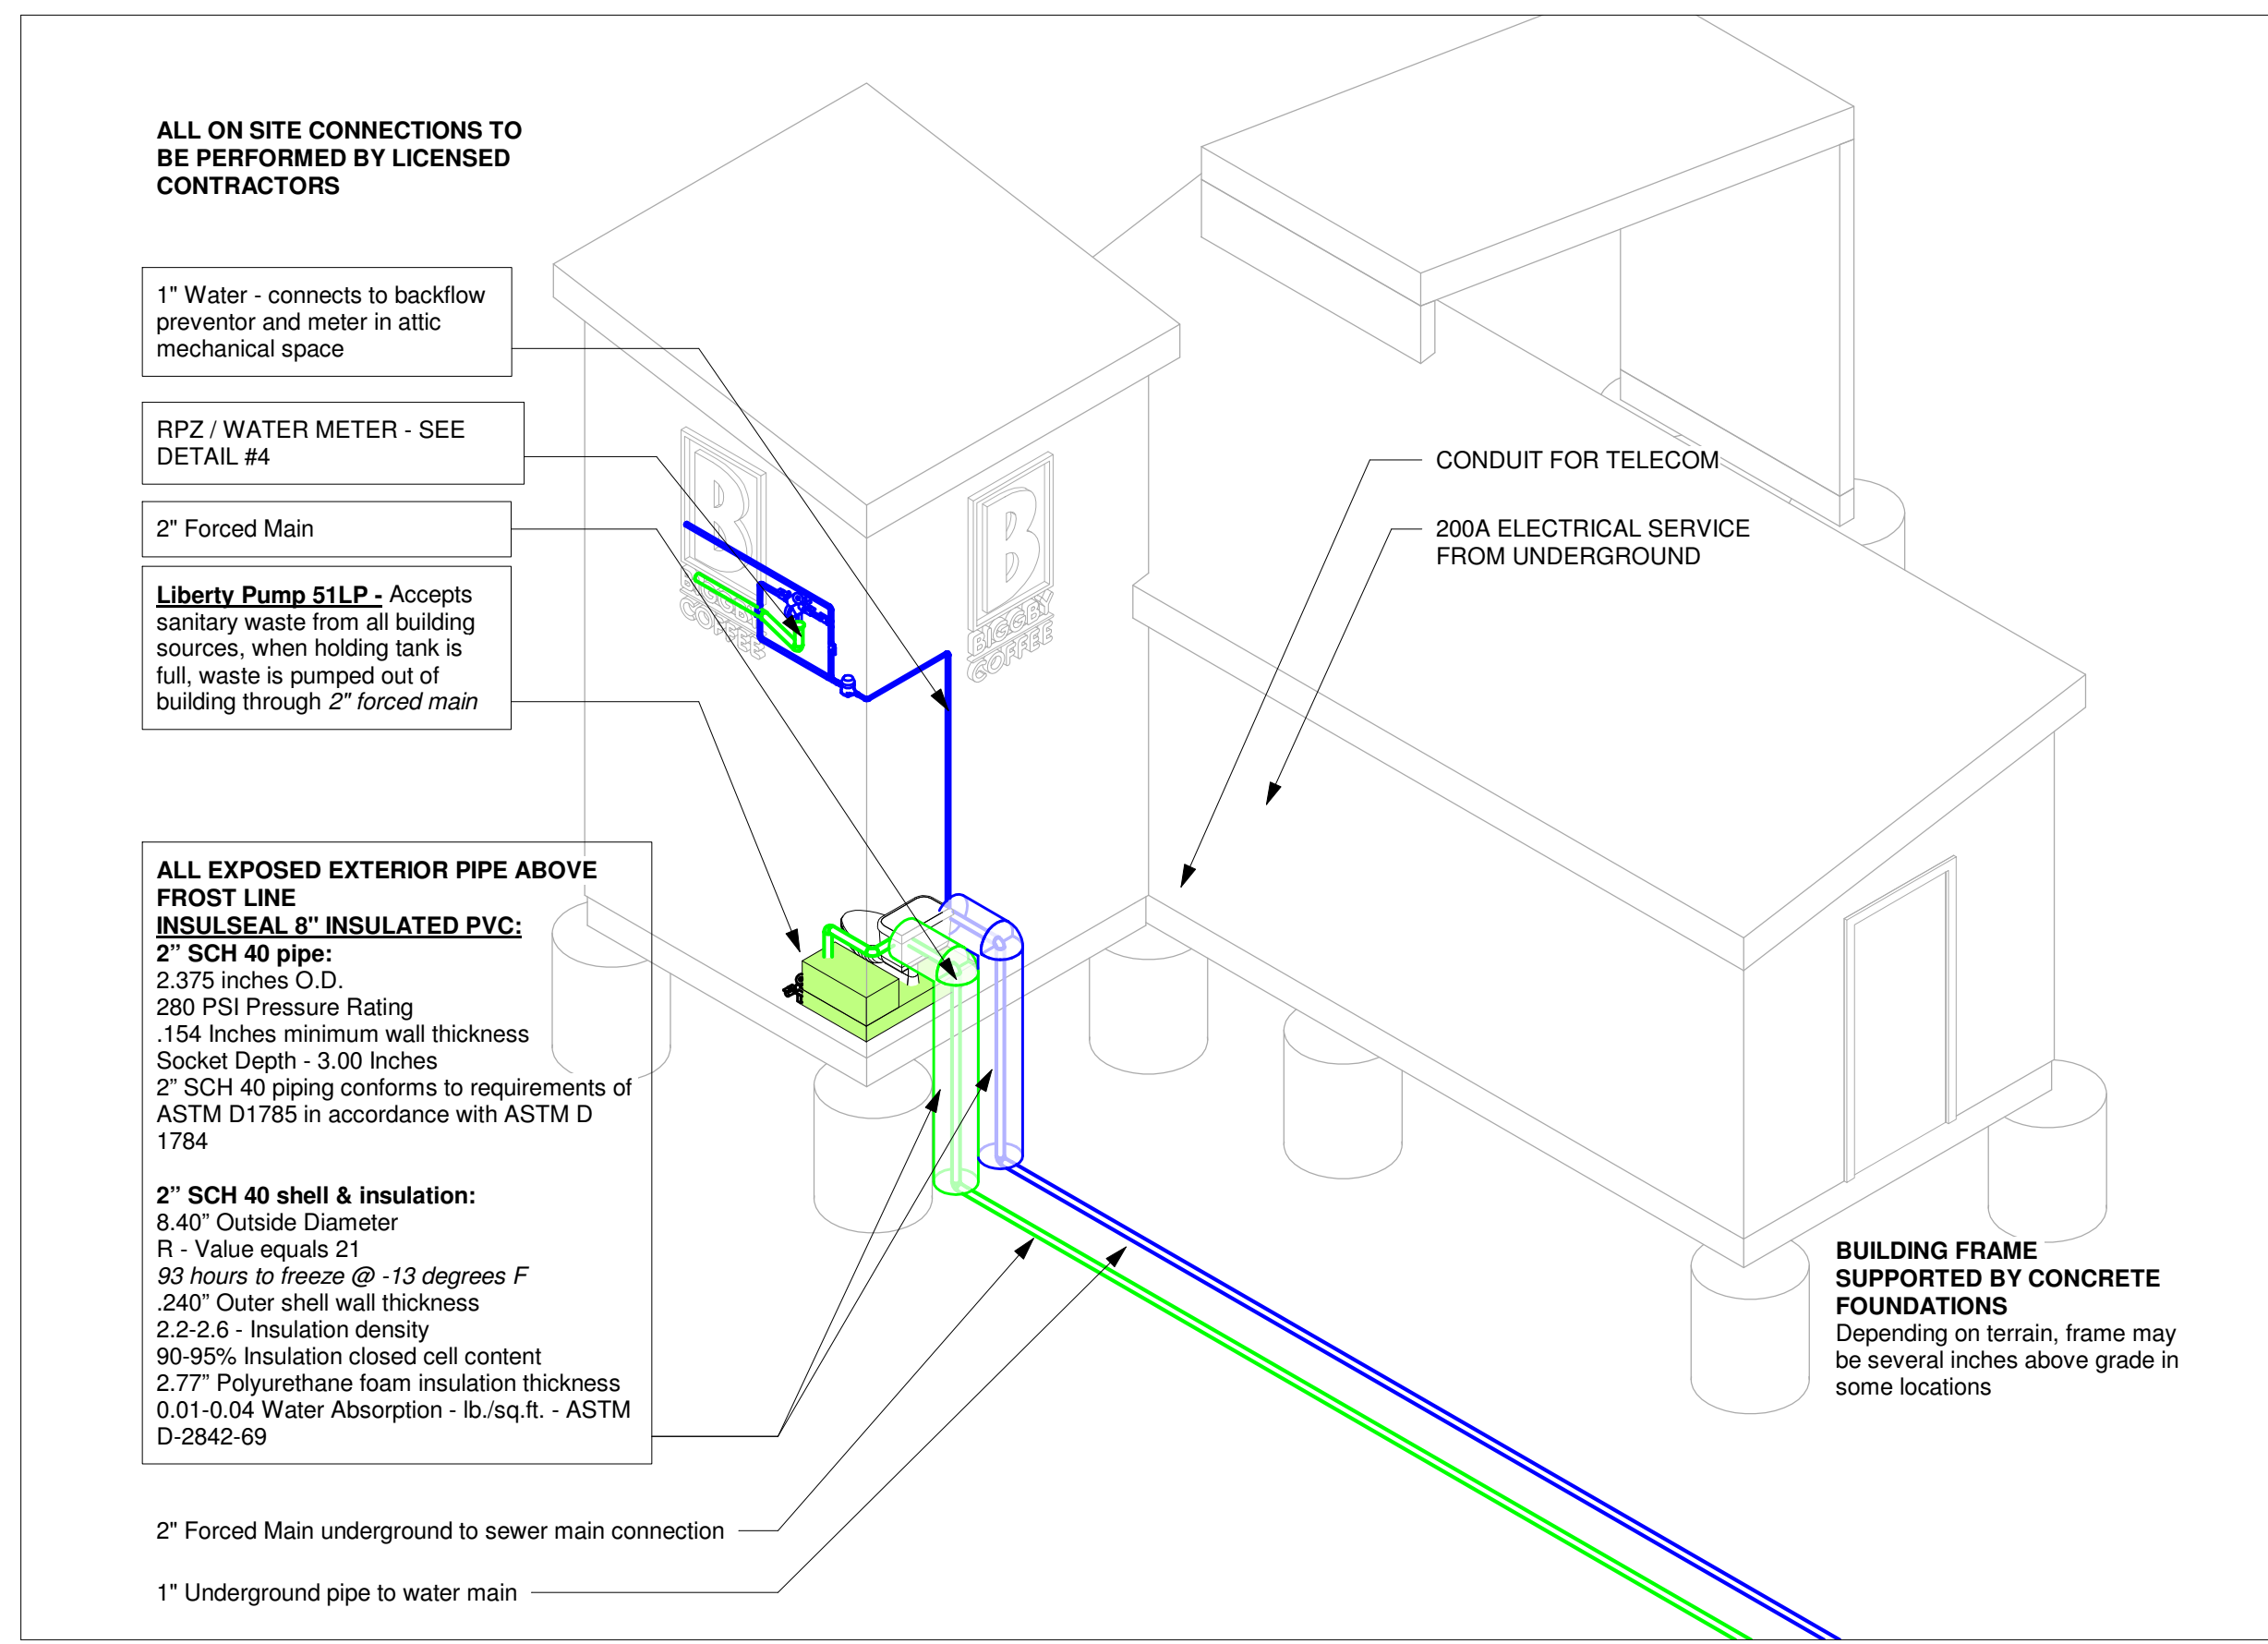 ALL ON SITE CONNECTIONS TO
BE PERFORMED BY LICENSED
CONTRACTORS
1" Water - connects to backflow
preventor and meter in attic
mechanical space
RPZ / WATER METER - SEE
DETAIL #4
2" Forced Main
Liberty Pump 51LP - Accepts
sanitary waste from all building
sources, when holding tank is
full, waste is pumped out of
building through 2" forced main
ALL EXPOSED EXTERIOR PIPE ABOVE
FROST LINE
INSULSEAL 8" INSULATED PVC:
2” SCH 40 pipe:
2.375 inches O.D.
280 PSI Pressure Rating
.154 Inches minimum wall thickness
Socket Depth - 3.00 Inches
2” SCH 40 piping conforms to requirements of
ASTM D1785 in accordance with ASTM D
1784
2” SCH 40 shell & insulation:
8.40” Outside Diameter
R - Value equals 21
93 hours to freeze @ -13 degrees F
.240” Outer shell wall thickness
2.2-2.6 - Insulation density
90-95% Insulation closed cell content
2.77” Polyurethane foam insulation thickness
0.01-0.04 Water Absorption - lb./sq.ft. - ASTM
D-2842-69
2" Forced Main underground to sewer main connection
1" Underground pipe to water main
B
BIGGBY
COFFEE
B
BIGGBY
COFFEE
CONDUIT FOR TELECOM
200A ELECTRICAL SERVICE
FROM UNDERGROUND
BUILDING FRAME
SUPPORTED BY CONCRETE
FOUNDATIONS
Depending on terrain, frame may
be several inches above grade in
some locations